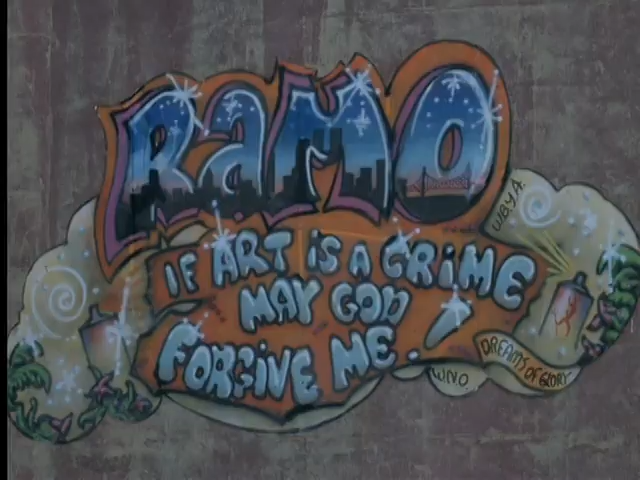 RAMO
W.B.Y.A.
IF ART IS A CRIME
MAY GOD
FORGIVE ME.!
DREAMS OF GLORY
W.N.O